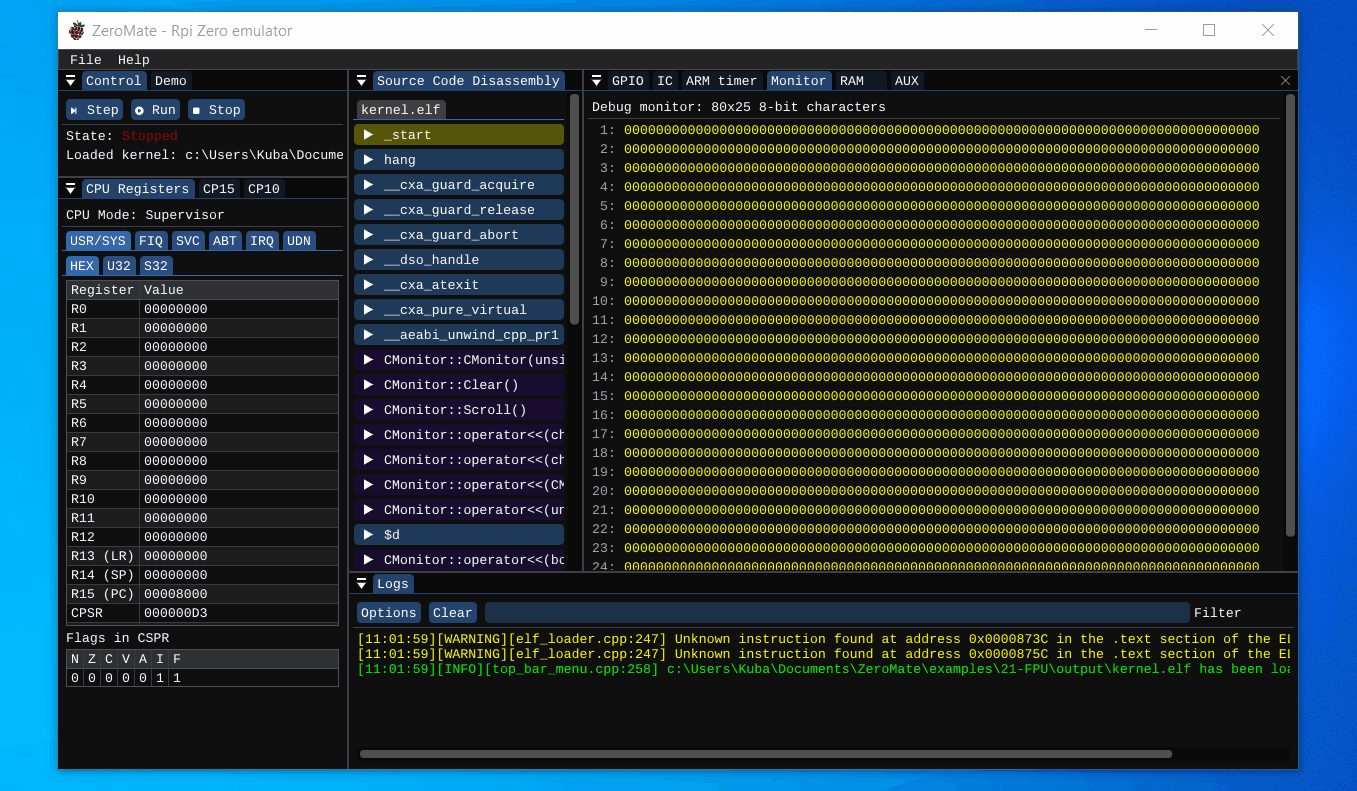 ZeroMate - Rpi Zero emulator
File Help
Control Demo
Step Run Stop
State: Stopped
Loaded kernel: c:\Users\Kuba\Docume
CPU Registers CP15 CP10
CPU Mode: Supervisor
USR/SYS FIQ SVC ABT IRQ UDN
HEX U32 S32
Register Value
R0 00000000
R1 00000000
R2 00000000
R3 00000000
R4 00000000
R5 00000000
R6 00000000
R7 00000000
R8 00000000
R9 00000000
R10 00000000
R11 00000000
R12 00000000
R13 (LR) 00000000
R14 (SP) 00000000
R15 (PC) 00008000
CPSR 000000D3
Flags in CSPR
N Z C V A I F
0 0 0 0 0 1 1
Source Code Disassembly
kernel.elf
_start
hang
__cxa_guard_acquire
__cxa_guard_release
__cxa_guard_abort
__dso_handle
__cxa_atexit
__cxa_pure_virtual
__aeabi_unwind_cpp_pr1
CMonitor::CMonitor(unsi
CMonitor::Clear()
CMonitor::Scroll()
CMonitor::operator<<(ch
CMonitor::operator<<(ch
CMonitor::operator<<(CM
CMonitor::operator<<(un
$d
CMonitor::operator<<(bo
GPIO IC ARM timer Monitor RAM AUX
Debug monitor: 80x25 8-bit characters
1: 00000000000000000000000000000000000000000000000000000000000000000000000000000000
2: 00000000000000000000000000000000000000000000000000000000000000000000000000000000
3: 00000000000000000000000000000000000000000000000000000000000000000000000000000000
4: 00000000000000000000000000000000000000000000000000000000000000000000000000000000
5: 00000000000000000000000000000000000000000000000000000000000000000000000000000000
6: 00000000000000000000000000000000000000000000000000000000000000000000000000000000
7: 00000000000000000000000000000000000000000000000000000000000000000000000000000000
8: 00000000000000000000000000000000000000000000000000000000000000000000000000000000
9: 00000000000000000000000000000000000000000000000000000000000000000000000000000000
10: 00000000000000000000000000000000000000000000000000000000000000000000000000000000
11: 00000000000000000000000000000000000000000000000000000000000000000000000000000000
12: 00000000000000000000000000000000000000000000000000000000000000000000000000000000
13: 00000000000000000000000000000000000000000000000000000000000000000000000000000000
14: 00000000000000000000000000000000000000000000000000000000000000000000000000000000
15: 00000000000000000000000000000000000000000000000000000000000000000000000000000000
16: 00000000000000000000000000000000000000000000000000000000000000000000000000000000
17: 00000000000000000000000000000000000000000000000000000000000000000000000000000000
18: 00000000000000000000000000000000000000000000000000000000000000000000000000000000
19: 00000000000000000000000000000000000000000000000000000000000000000000000000000000
20: 00000000000000000000000000000000000000000000000000000000000000000000000000000000
21: 00000000000000000000000000000000000000000000000000000000000000000000000000000000
22: 00000000000000000000000000000000000000000000000000000000000000000000000000000000
23: 00000000000000000000000000000000000000000000000000000000000000000000000000000000
24: 00000000000000000000000000000000000000000000000000000000000000000000000000000000
Logs
Options Clear Filter
[11:01:59][WARNING][elf_loader.cpp:247] Unknown instruction found at address 0x0000873C in the .text section of the EL
[11:01:59][WARNING][elf_loader.cpp:247] Unknown instruction found at address 0x0000875C in the .text section of the EL
[11:01:59][INFO][top_bar_menu.cpp:258] c:\Users\Kuba\Documents\ZeroMate\examples\21-FPU\output\kernel.elf has been loa